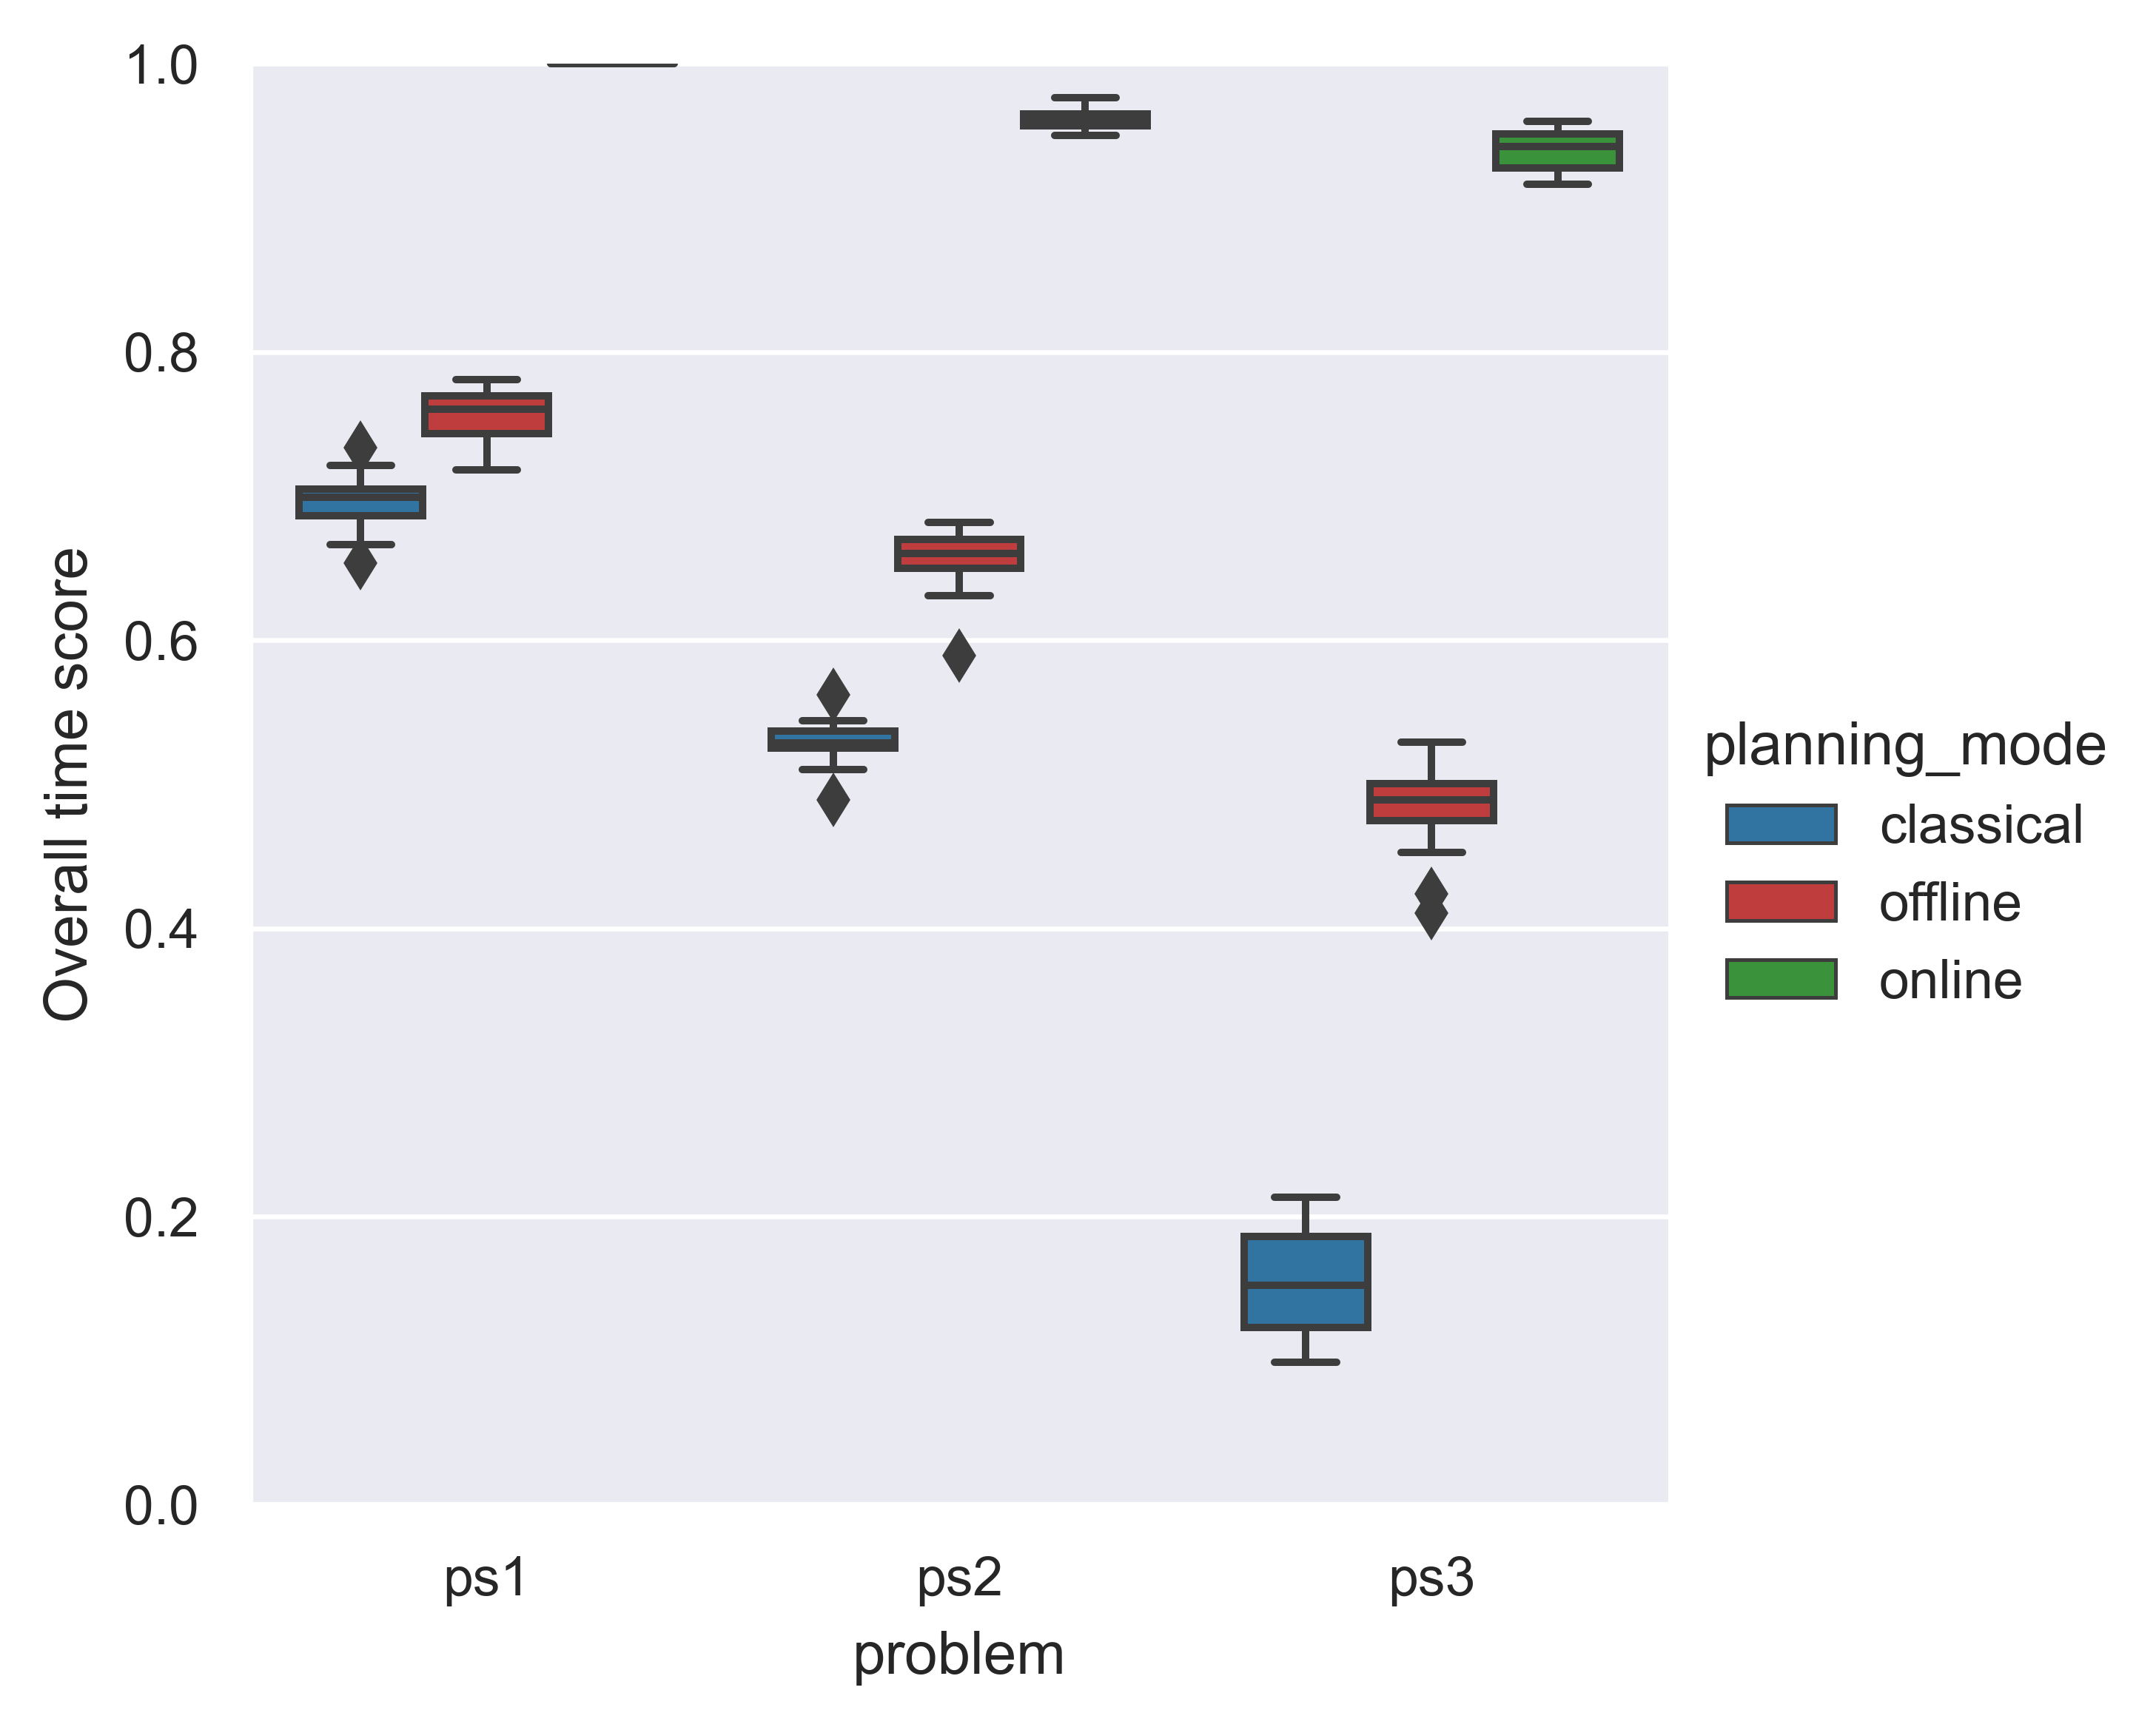 1.0
0.8
0.6
0.4
0.2
0.0
Overall time score
ps1
ps2
ps3
problem
planning_mode
classical
offline
online